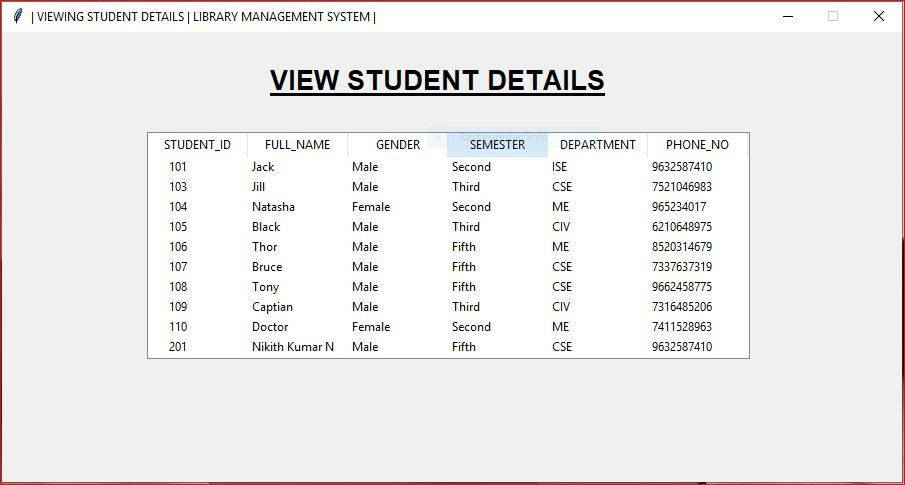 | VIEWING STUDENT DETAILS | LIBRARY MANAGEMENT SYSTEM |
VIEW STUDENT DETAILS
STUDENT_ID FULL_NAME GENDER SEMESTER DEPARTMENT PHONE_NO
101 Jack Male Second ISE 9632587410
103 Jill Male Third CSE 7521046983
104 Natasha Female Second ME 965234017
105 Black Male Third CIV 6210648975
106 Thor Male Fifth ME 8520314679
107 Bruce Male Fifth CSE 7337637319
108 Tony Male Fifth CSE 9662458775
109 Captian Male Third CIV 7316485206
110 Doctor Female Second ME 7411528963
201 Nikith Kumar N Male Fifth CSE 9632587410